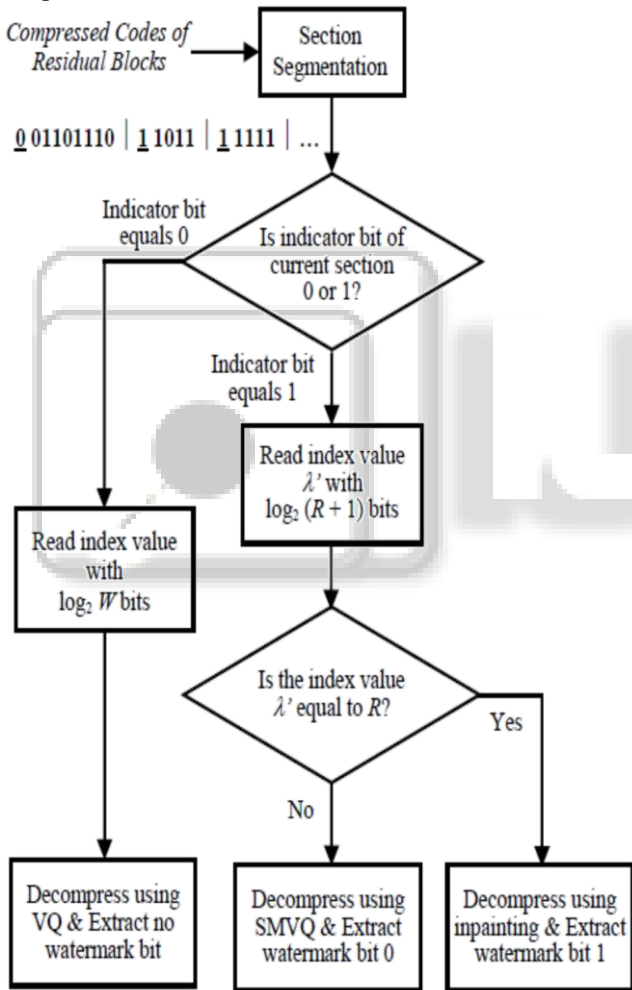 Compressed Codes of
Residual Blocks
Section
Segmentation
0 01101110 | 1 1011 | 1 1111 | ...
Indicator bit
equals 0
Is indicator bit of
current section
0 or 1?
Indicator bit
equals 1
Read index value
λ' with
log₂ (R + 1) bits
Read index value
with
log₂ W bits
Is the index value
λ' equal to R?
Yes
No
Decompress using
VQ & Extract no
watermark bit
Decompress using
SMVQ & Extract
watermark bit 0
Decompress using
inpainting & Extract
watermark bit 1